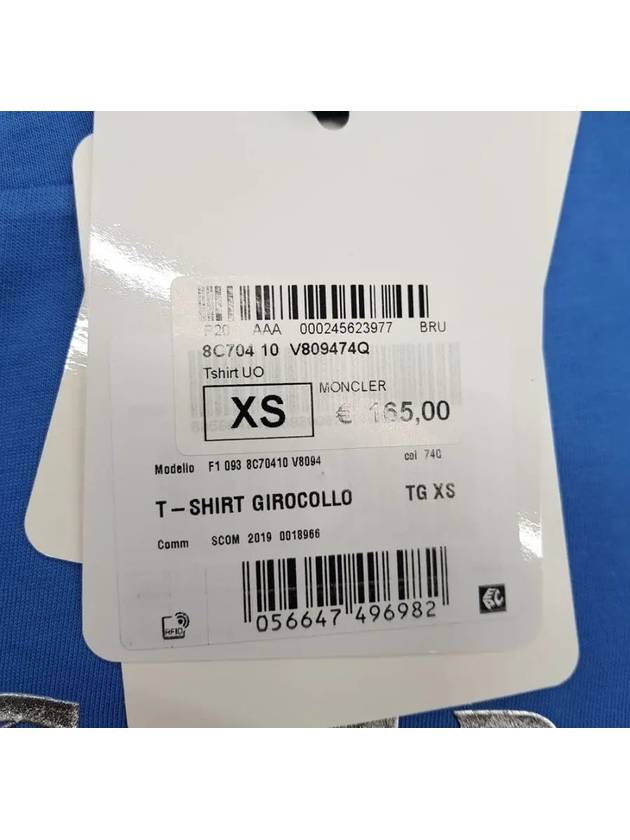 P20 AAA 000245623977 BRU
8C704 10 V809474Q
Tshirt UO
MONCLER
XS
€ 165,00
Modello F1 093 8C70410 V8094 col 74Q
T-SHIRT GIROCOLLO TG XS
Comm SCOM 2019 0018966
056647 496982
RFID